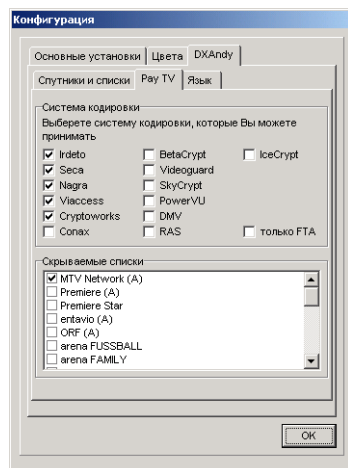 Конфигурация
Основные установки Цвета DXAndy
Спутники и списки Pay TV Язык
Система кодировки
Выберете систему кодировки, которые Вы можете
принимать
Irdeto BetaCrypt IceCrypt
Seca Videoguard
Nagra SkyCrypt
Viaccess PowerVU
Cryptoworks DMV
Conax RAS только FTA
Скрываемые списки
MTV Network (A)
Premiere (A)
Premiere Star
entavio (A)
ORF (A)
arena FUSSBALL
arena FAMILY
OK